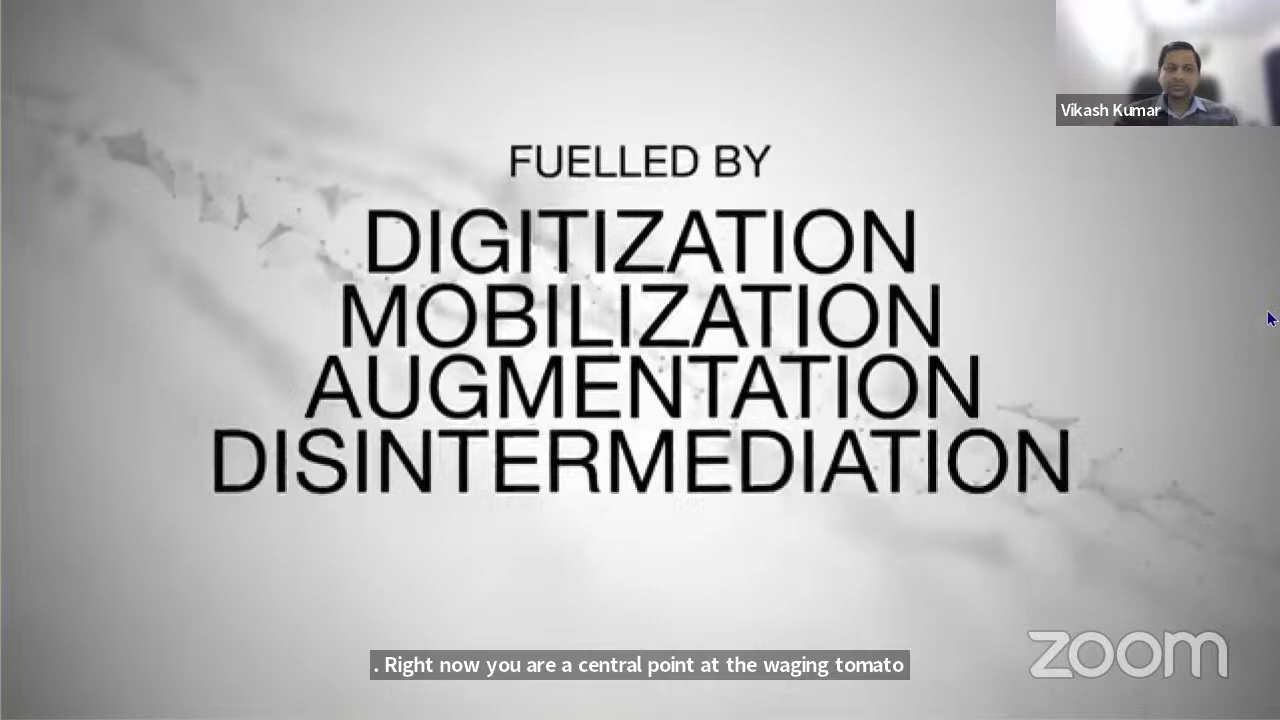 Vikash Kumar
FUELLED BY
DIGITIZATION
MOBILIZATION
AUGMENTATION
DISINTERMEDIATION
. Right now you are a central point at the waging tomato
zoom